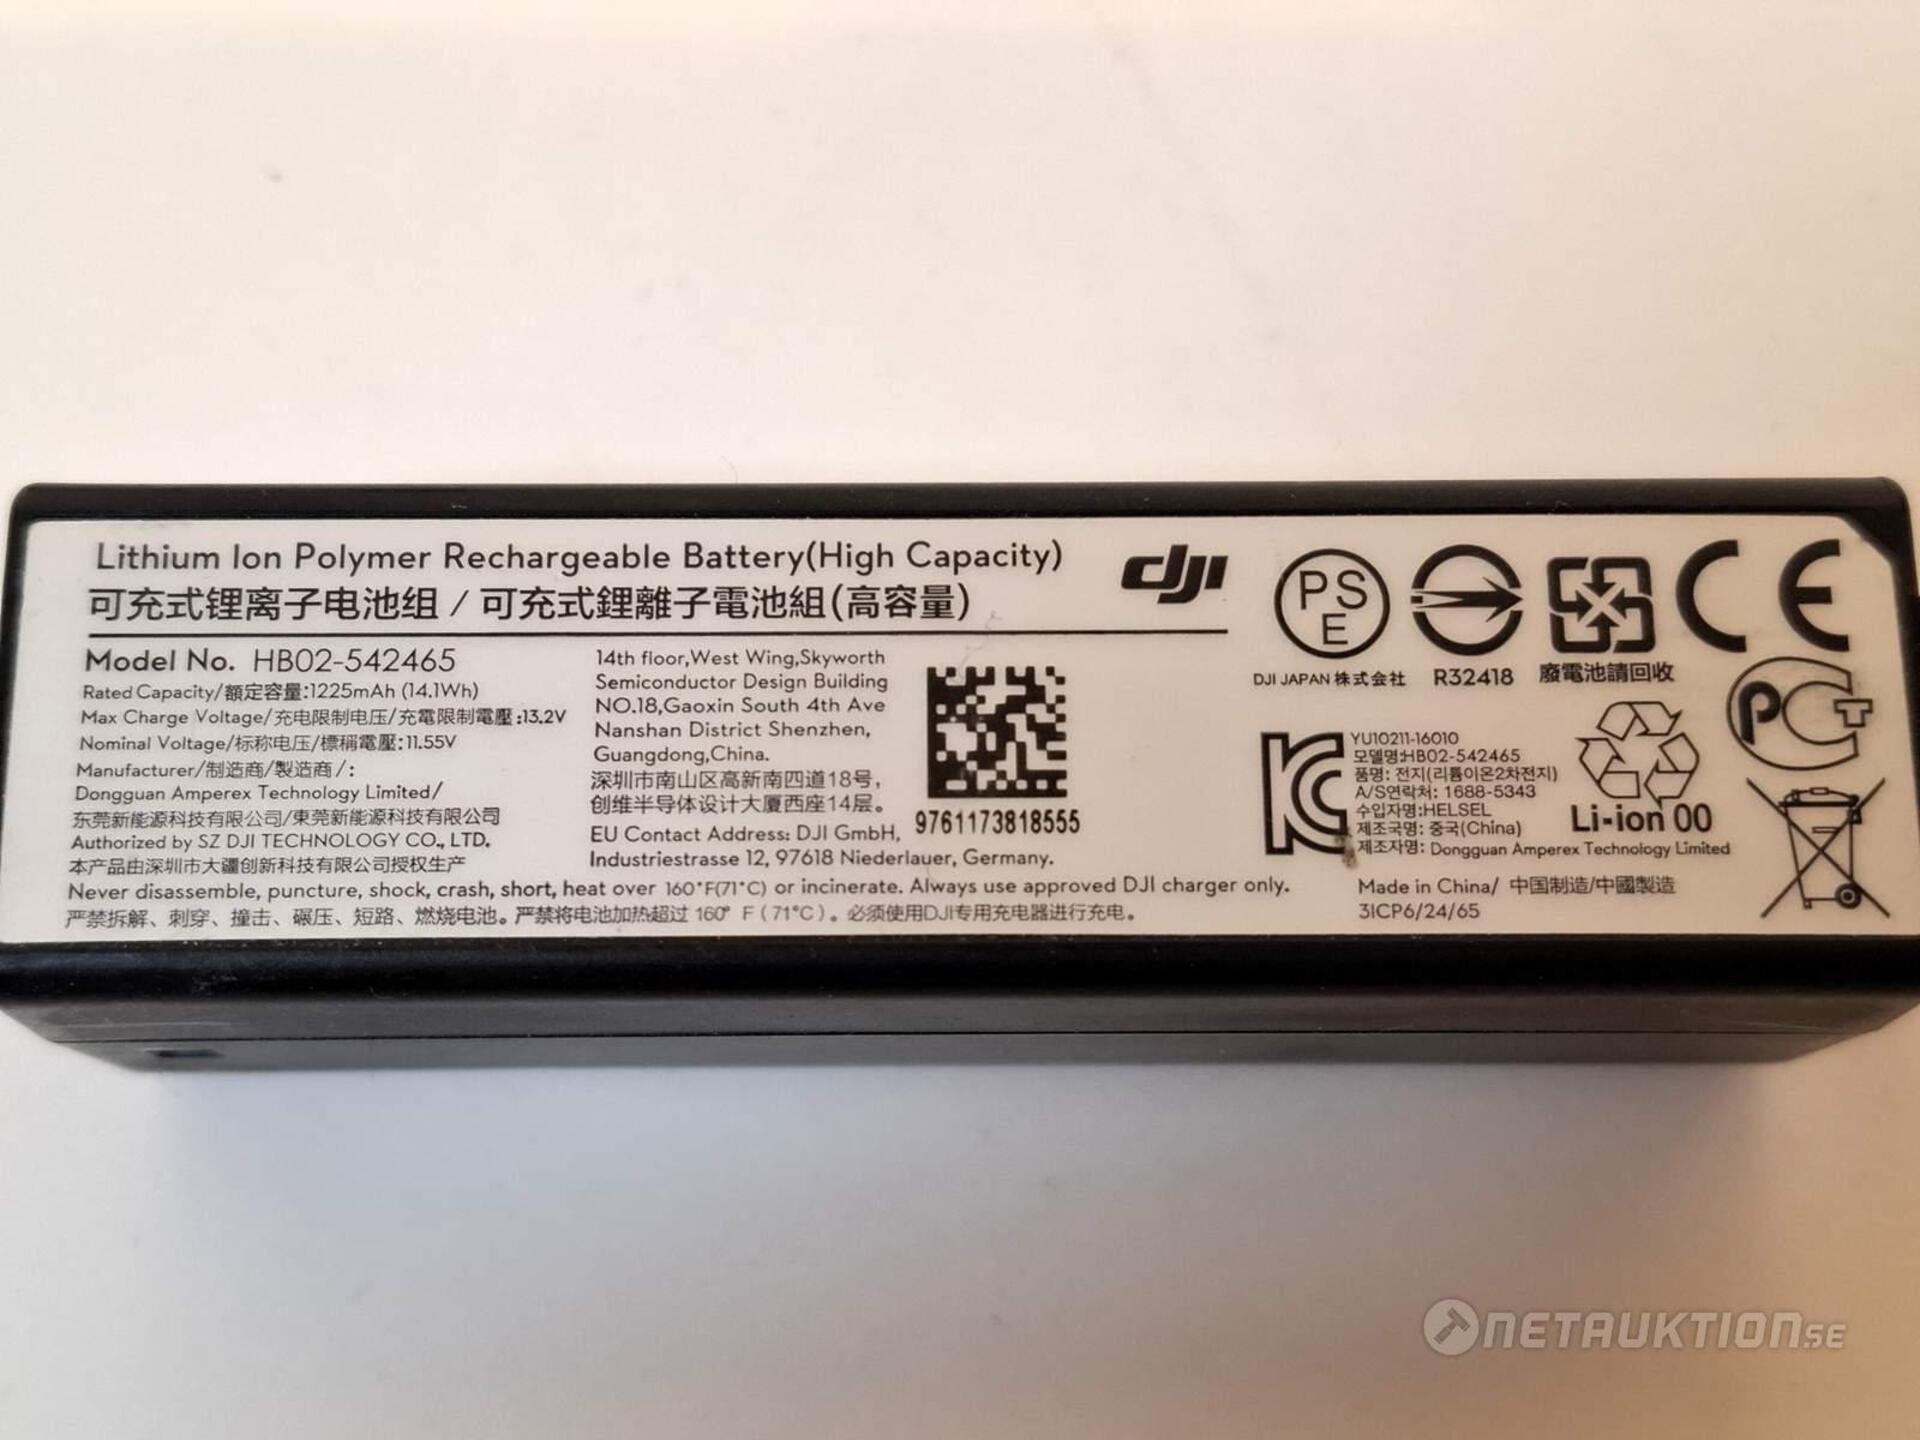 Lithium Ion Polymer Rechargeable Battery(High Capacity)
可充式锂离子电池组 / 可充式鋰離子電池組(高容量)
Model No. HB02-542465
Rated Capacity/額定容量:1225mAh (14.1Wh)
Max Charge Voltage/充电限制电压/充電限制電壓:13.2V
Nominal Voltage/标称电压/標稱電壓:11.55V
Manufacturer/制造商/製造商/:
Dongguan Amperex Technology Limited/
东莞新能源科技有限公司/東莞新能源科技有限公司
Authorized by SZ DJI TECHNOLOGY CO., LTD.
本产品由深圳市大疆创新科技有限公司授权生产
14th floor,West Wing,Skyworth
Semiconductor Design Building
NO.18,Gaoxin South 4th Ave
Nanshan District Shenzhen,
Guangdong,China.
深圳市南山区高新南四道18号，
创维半导体设计大厦西座14层。
EU Contact Address: DJI GmbH,
Industriestrasse 12, 97618 Niederlauer, Germany.
9761173818555
Never disassemble, puncture, shock, crash, short, heat over 160°F(71°C) or incinerate. Always use approved DJI charger only.
严禁拆解、刺穿、撞击、碾压、短路、燃烧电池。严禁将电池加热超过 160° F (71°C)。必须使用DJI专用充电器进行充电。
dji
PS
E
DJI JAPAN 株式会社
R32418
廢電池請回收
CE
PCT
YU10211-16010
모델명:HB02-542465
품명: 전지(리튬이온2차전지)
A/S연락처: 1688-5343
수입자명:HELSEL
제조국명: 중국(China)
제조자명: Dongguan Amperex Technology Limited
Li-ion 00
Made in China/ 中国制造/中國製造
3ICP6/24/65
NETAUKTION.SE